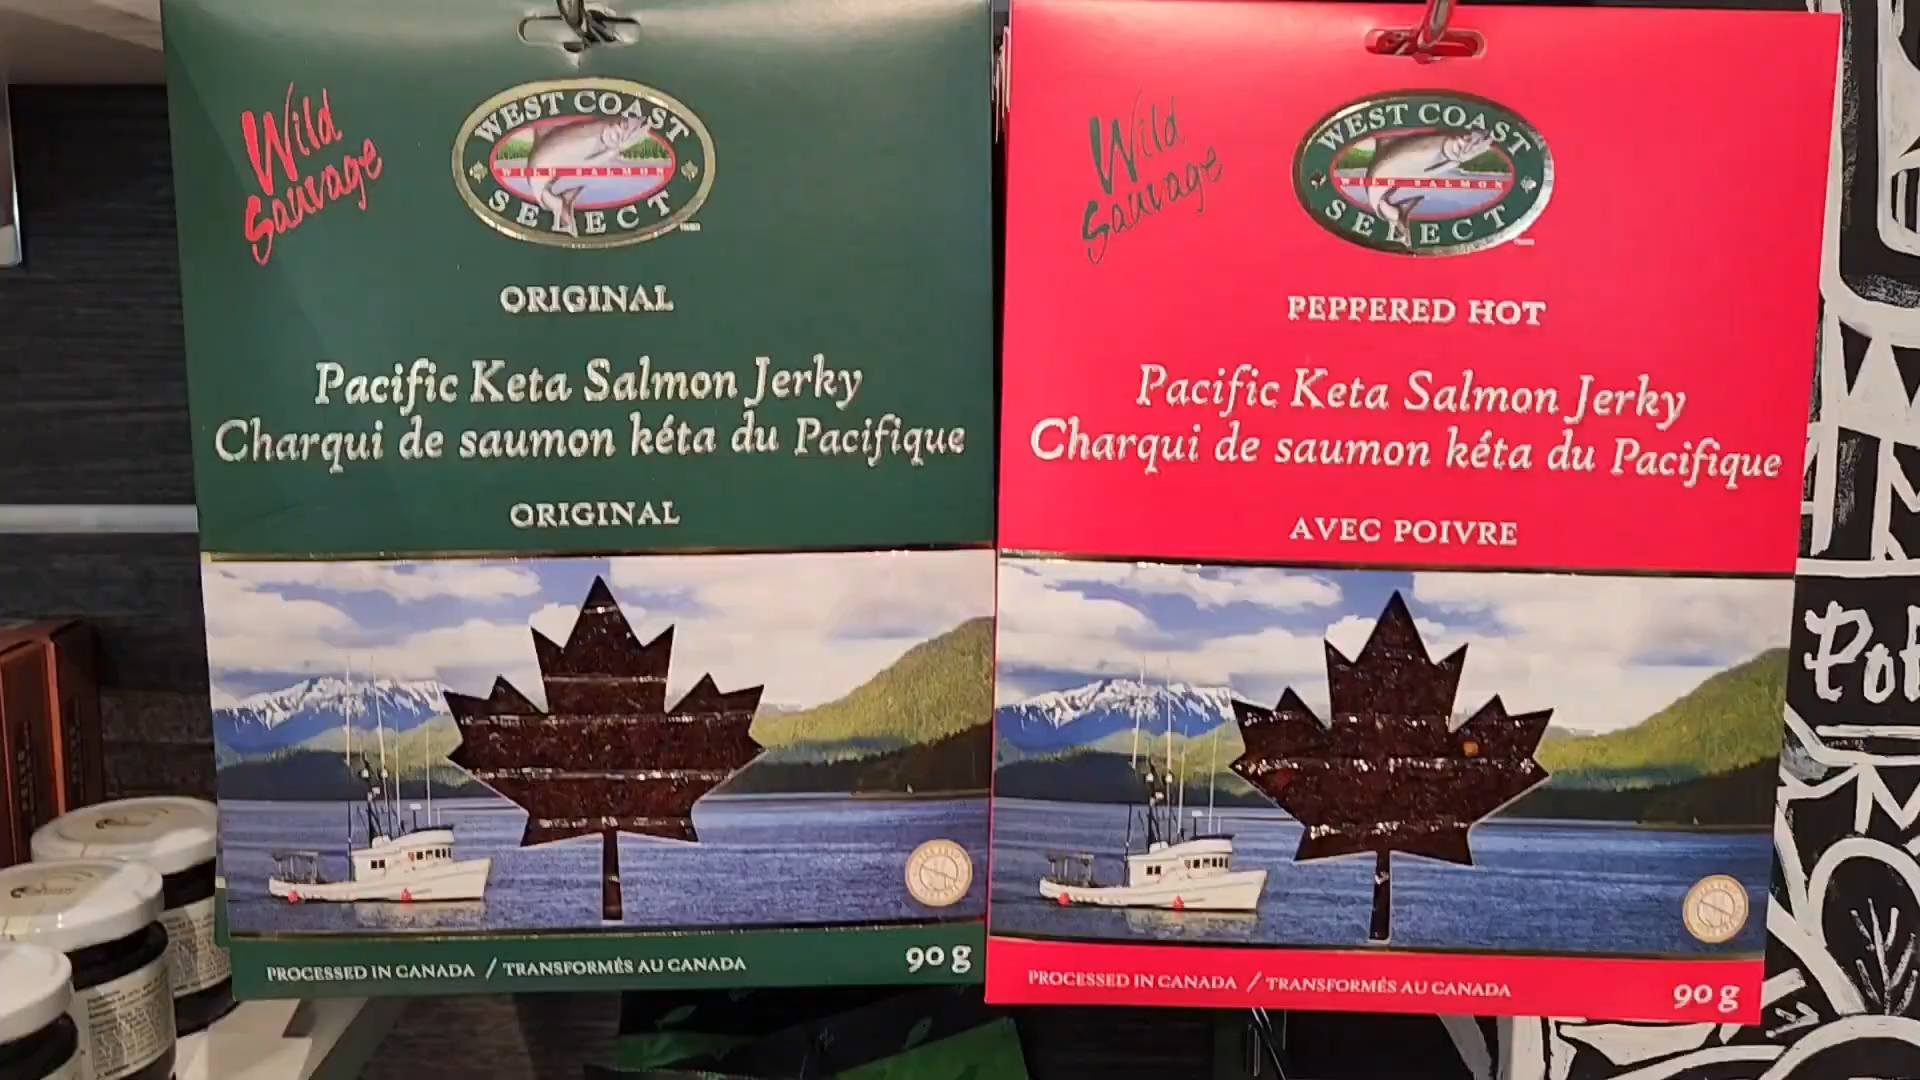 Wild
Sauvage
WEST COAST
WILD SALMON
SELECT
ORIGINAL
Pacific Keta Salmon Jerky
Charqui de saumon kéta du Pacifique
ORIGINAL
PROCESSED IN CANADA / TRANSFORMÉS AU CANADA
90 g
Wild
Sauvage
WEST COAST
WILD SALMON
SELECT
PEPPERED HOT
Pacific Keta Salmon Jerky
Charqui de saumon kéta du Pacifique
AVEC POIVRE
PROCESSED IN CANADA / TRANSFORMÉS AU CANADA
90 g